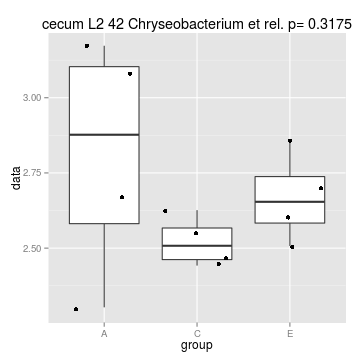 cecum L2 42 Chryseobacterium et rel. p= 0.3175
data
3.00
2.75
2.50
A C E
group